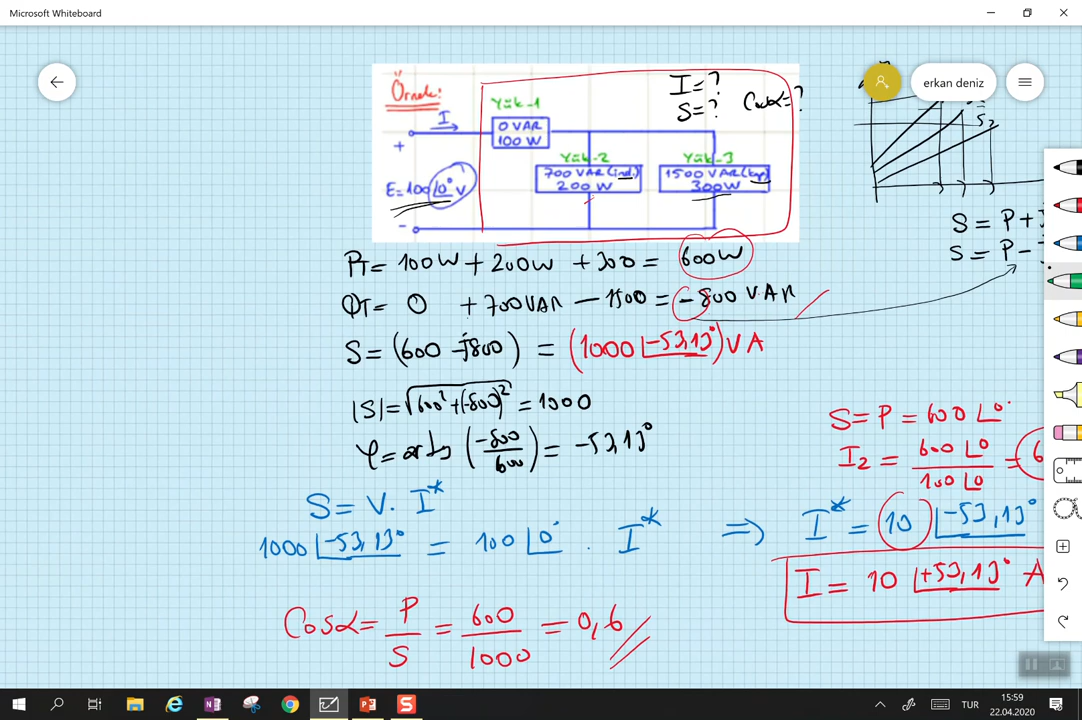 Microsoft Whiteboard
erkan deniz
Örnek:
I
Yük-1
0 VAR
100 W
I=?
S=?
Cosα=?
Yük-2
700 VAR (ind.)
200 W
Yük-3
1500 VAR (kap)
300W
+
E=100∠0° V
-
S = P+J
S = P-J
PT= 100W + 200W + 300 = 600W
QT= 0 + 700VAR - 1500 = -800 VAR
S= (600 - j800) = (1000 ∠-53,13°) VA
|S|= √600² + (-800)² = 1000
φ= (-800/600) = -53,13°
S= V. I*
1000 ∠-53,13° = 100 ∠0° . I*
⇒ I* = 10 ∠-53,13°
I = 10 ∠+53,13° A
S= P = 600 ∠0°
I2 = 600 ∠0 / 100 ∠0 = 6
Cosα= P/S = 600/1000 = 0,6
TUR
15:59
22.04.2020